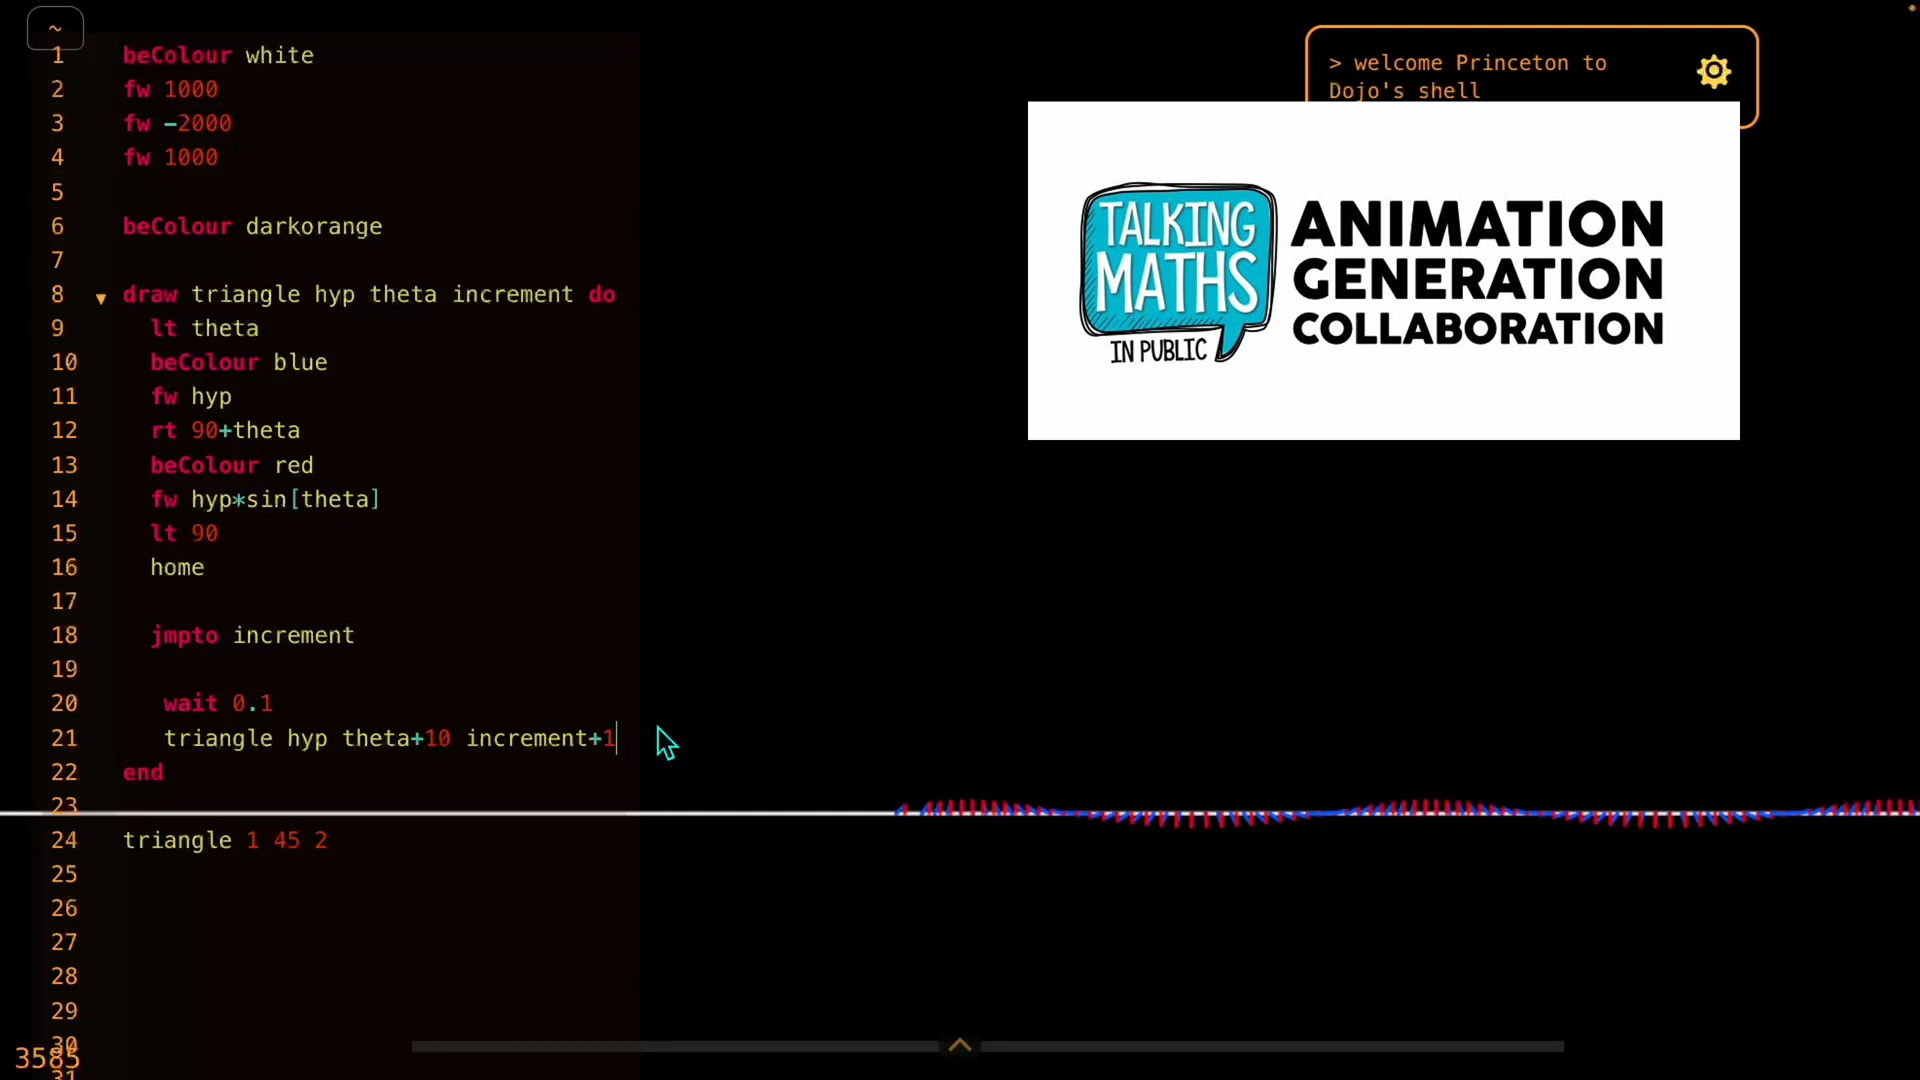 ~
1 beColour white
2 fw 1000
3 fw -2000
4 fw 1000
5
6 beColour darkorange
7
8 draw triangle hyp theta increment do
9 lt theta
10 beColour blue
11 fw hyp
12 rt 90+theta
13 beColour red
14 fw hyp*sin[theta]
15 lt 90
16 home
17
18 jmpto increment
19
20 wait 0.1
21 triangle hyp theta+10 increment+1
22 end
23
24 triangle 1 45 2
25
26
27
28
29
30
31
3585
> welcome Princeton to
Dojo's shell
TALKING
MATHS
IN PUBLIC
ANIMATION
GENERATION
COLLABORATION